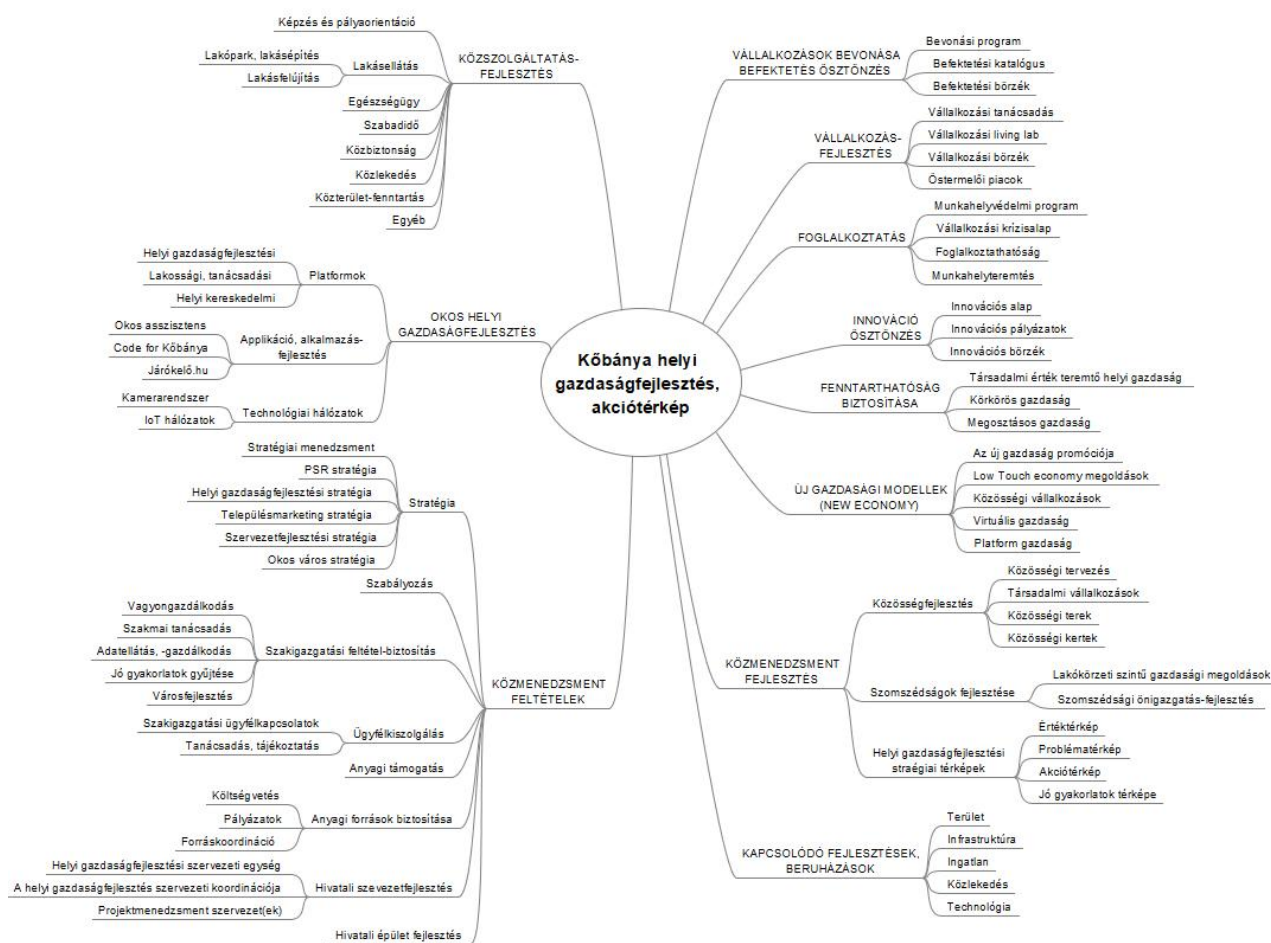 Kőbánya helyi
gazdaságfejlesztés,
akciótérkép
KÖZSZOLGÁLTATÁS-
FEJLESZTÉS
Képzés és pályaorientáció
Lakásellátás
Lakópark, lakásépítés
Lakásfelújítás
Egészségügy
Szabadidő
Közbiztonság
Közlekedés
Közterület-fenntartás
Egyéb
OKOS HELYI
GAZDASÁGFEJLESZTÉS
Platformok
Helyi gazdaságfejlesztési
Lakossági, tanácsadási
Helyi kereskedelmi
Applikáció, alkalmazás-
fejlesztés
Okos asszisztens
Code for Kőbánya
Járókelő.hu
Technológiai hálózatok
Kamerarendszer
IoT hálózatok
KÖZMENEDZSMENT
FELTÉTELEK
Stratégia
Stratégiai menedzsment
PSR stratégia
Helyi gazdaságfejlesztési stratégia
Településmarketing stratégia
Szervezetfejlesztési stratégia
Okos város stratégia
Szabályozás
Szakigazgatási feltétel-biztosítás
Vagyongazdálkodás
Szakmai tanácsadás
Adatellátás, -gazdálkodás
Jó gyakorlatok gyűjtése
Városfejlesztés
Ügyfélkiszolgálás
Szakigazgatási ügyfélkapcsolatok
Tanácsadás, tájékoztatás
Anyagi támogatás
Anyagi források biztosítása
Költségvetés
Pályázatok
Forráskoordináció
Hivatali szevezetfejlesztés
Helyi gazdaságfejlesztési szervezeti egység
A helyi gazdaságfejlesztés szervezeti koordinációja
Projektmenedzsment szervezet(ek)
Hivatali épület fejlesztés
VÁLLALKOZÁSOK BEVONÁSA
BEFEKTETÉS ÖSZTÖNZÉS
Bevonási program
Befektetési katalógus
Befektetési börzék
VÁLLALKOZÁS-
FEJLESZTÉS
Vállalkozási tanácsadás
Vállalkozási living lab
Vállalkozási börzék
Őstermelői piacok
FOGLALKOZTATÁS
Munkahelyvédelmi program
Vállalkozási krízisalap
Foglalkoztathatóság
Munkahelyteremtés
INNOVÁCIÓ
ÖSZTÖNZÉS
Innovációs alap
Innovációs pályázatok
Innovációs börzék
FENNTARTHATÓSÁG
BIZTOSÍTÁSA
Társadalmi érték teremtő helyi gazdaság
Körkörös gazdaság
Megosztásos gazdaság
ÚJ GAZDASÁGI MODELLEK
(NEW ECONOMY)
Az új gazdaság promóciója
Low Touch economy megoldások
Közösségi vállalkozások
Virtuális gazdaság
Platform gazdaság
KÖZMENEDZSMENT
FEJLESZTÉS
Közösségfejlesztés
Közösségi tervezés
Társadalmi vállalkozások
Közösségi terek
Közösségi kertek
Szomszédságok fejlesztése
Lakókörzeti szintű gazdasági megoldások
Szomszédsági önigazgatás-fejlesztés
Helyi gazdaságfejlesztési
straégiai térképek
Értéktérkép
Problématérkép
Akciótérkép
Jó gyakorlatok térképe
KAPCSOLÓDÓ FEJLESZTÉSEK,
BERUHÁZÁSOK
Terület
Infrastruktúra
Ingatlan
Közlekedés
Technológia